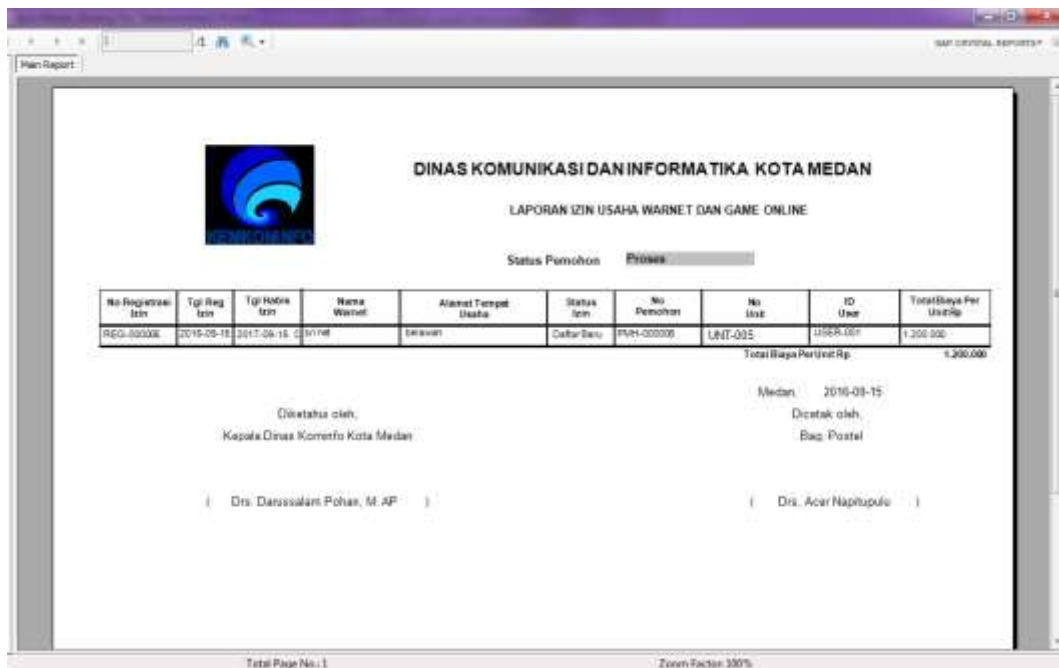 1
/1
SAP CRYSTAL REPORTS
Main Report
KEMKOMINFO
DINAS KOMUNIKASI DAN INFORMATIKA KOTA MEDAN
LAPORAN IZIN USAHA WARNET DAN GAME ONLINE
Status Pemohon Proses
No Registrasi Izin Tgl Reg Izin Tgl Habis Izin Nama Warnet Alamat Tempat Usaha Status Izin No Pemohon No Unit ID User Total Biaya Per Unit Rp
REG-000006 2016-09-15 2017-09-15 net belawan Daftar Baru PMH-000006 UNT-005 USER-001 1.200.000
Total Biaya Per Unit Rp 1.200.000
Medan, 2016-09-15
Diketahui oleh, Dicetak oleh,
Kepala Dinas Kominfo Kota Medan Bag. Postel
( Drs. Darussalam Pohan, M. AP ) ( Drs. Acer Napitupulu )
Total Page No.: 1 Zoom Factor: 100%